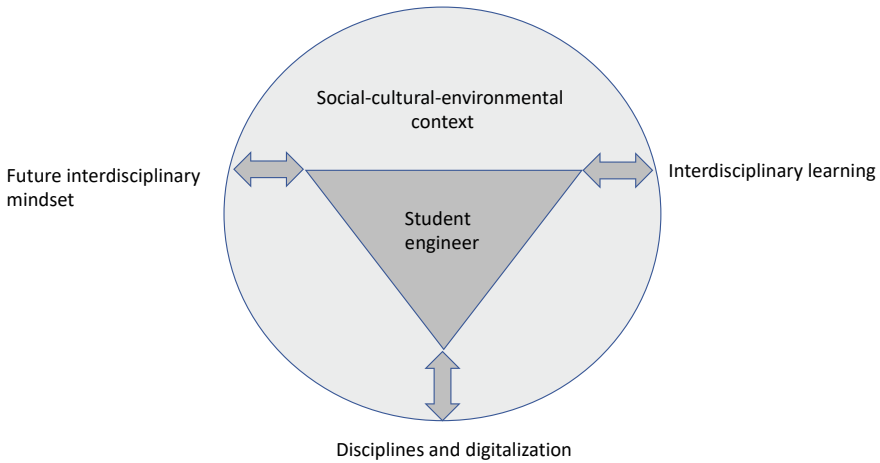 Social-cultural-environmental
context
Future interdisciplinary
mindset
Interdisciplinary learning
Student
engineer
Disciplines and digitalization